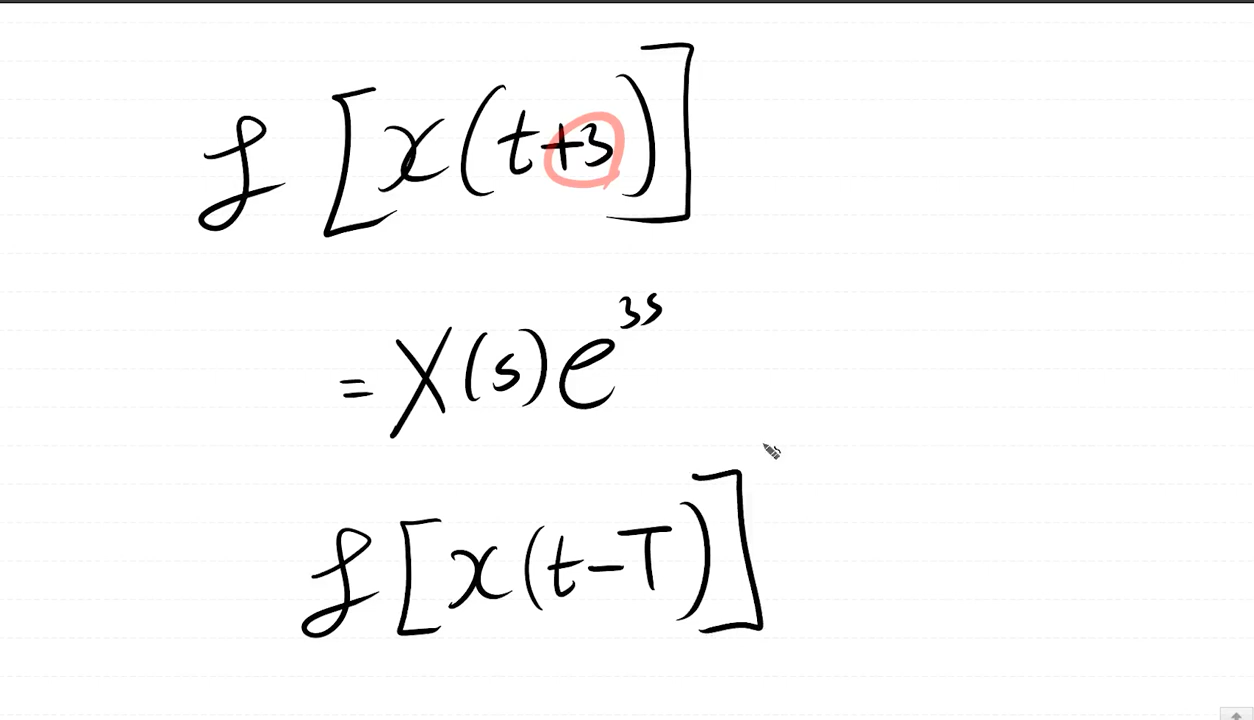 ℒ[x(t+3)]
= X(s)e^{3s}
ℒ[x(t-T)]